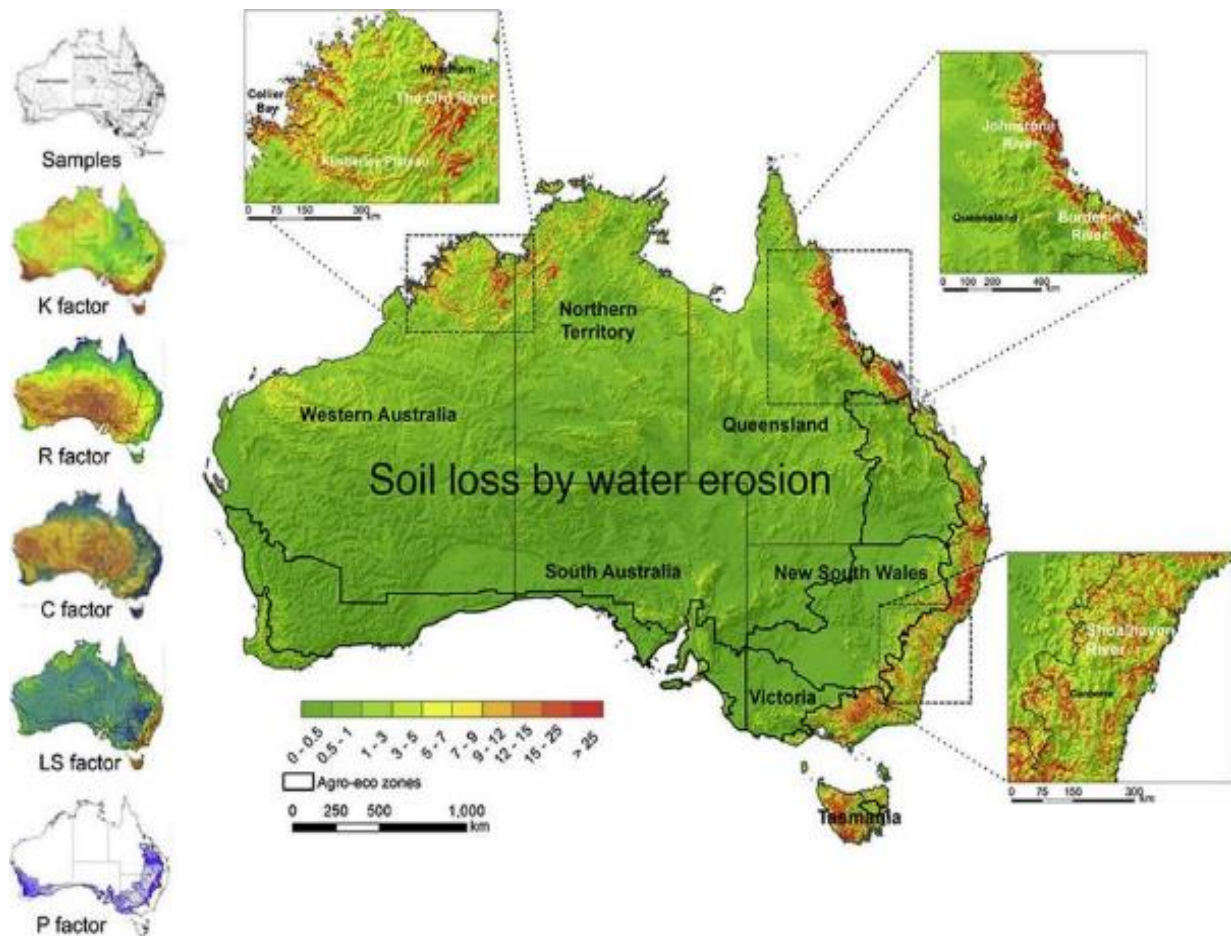 Samples
K factor
R factor
C factor
LS factor
P factor
Wyndham
Collier
Bay
The Ord River
Kimberley Plateau
0 75 150 300
km
Johnstone
River
Queensland
Burdekin
River
0 100 200 400
km
Northern
Territory
Western Australia
Queensland
Soil loss by water erosion
South Australia
New South Wales
Victoria
Tasmania
0 - 0.5
0.5 - 1
1 - 3
3 - 5
5 - 7
7 - 9
9 - 12
12 - 15
15 - 25
> 25
Agro-eco zones
0 250 500 1,000
km
Shoalhaven
River
Canberra
0 75 150 300
km